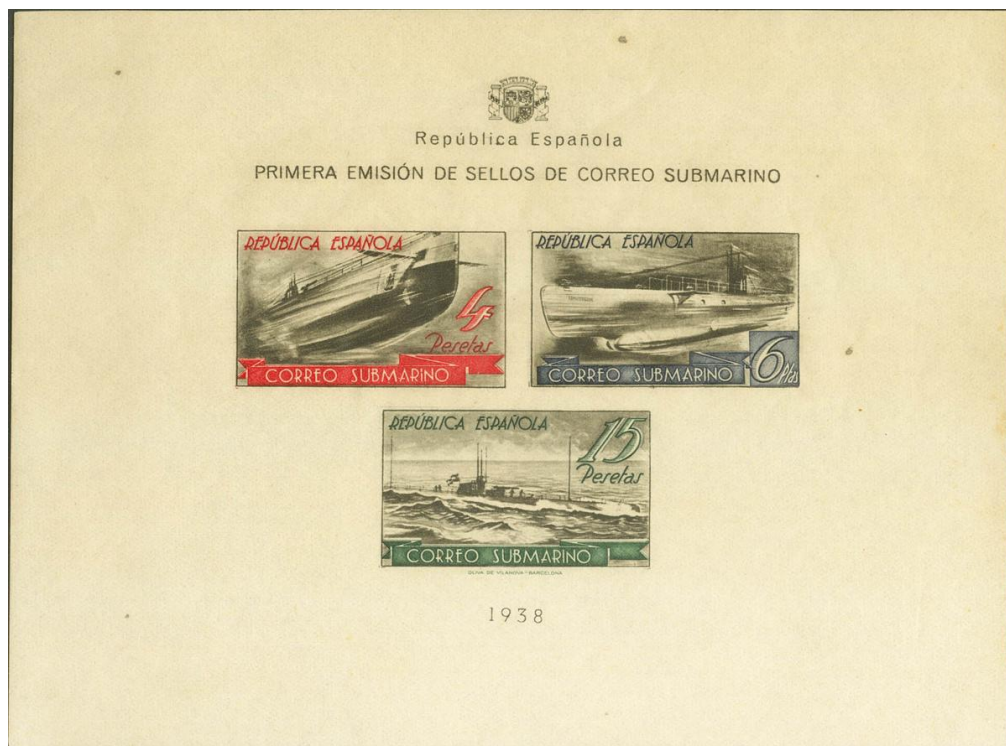 República Española
PRIMERA EMISIÓN DE SELLOS DE CORREO SUBMARINO
REPÚBLICA ESPAÑOLA
4
Pesetas
CORREO SUBMARINO
REPÚBLICA ESPAÑOLA
CORREO SUBMARINO
6 Ptas
REPÚBLICA ESPAÑOLA
15
Pesetas
CORREO SUBMARINO
OLIVA DE VILANOVA-BARCELONA
1938